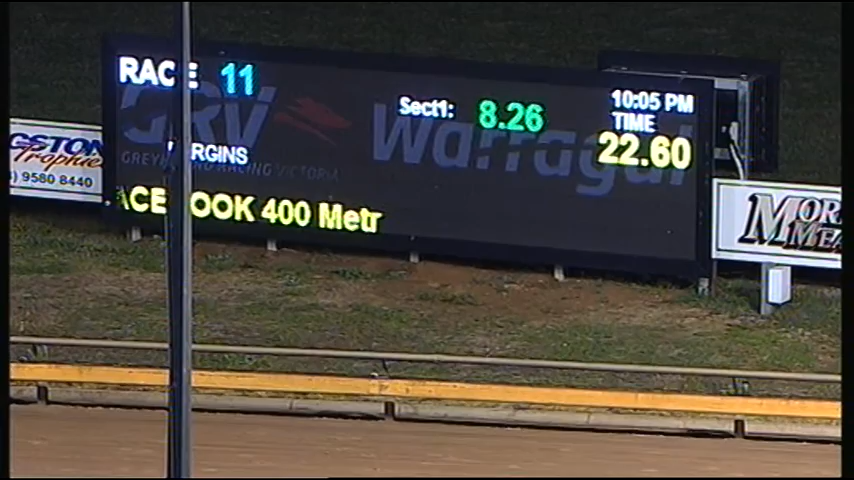 RACE 11
Sect1: 8.26
10:05 PM
TIME
22.60
GRV
Warragul
GREYHOUND RACING VICTORIA
MARGINS
ACEBOOK 400 Metr
GSTON
Trophie
) 9580 8440
MOR
MEA